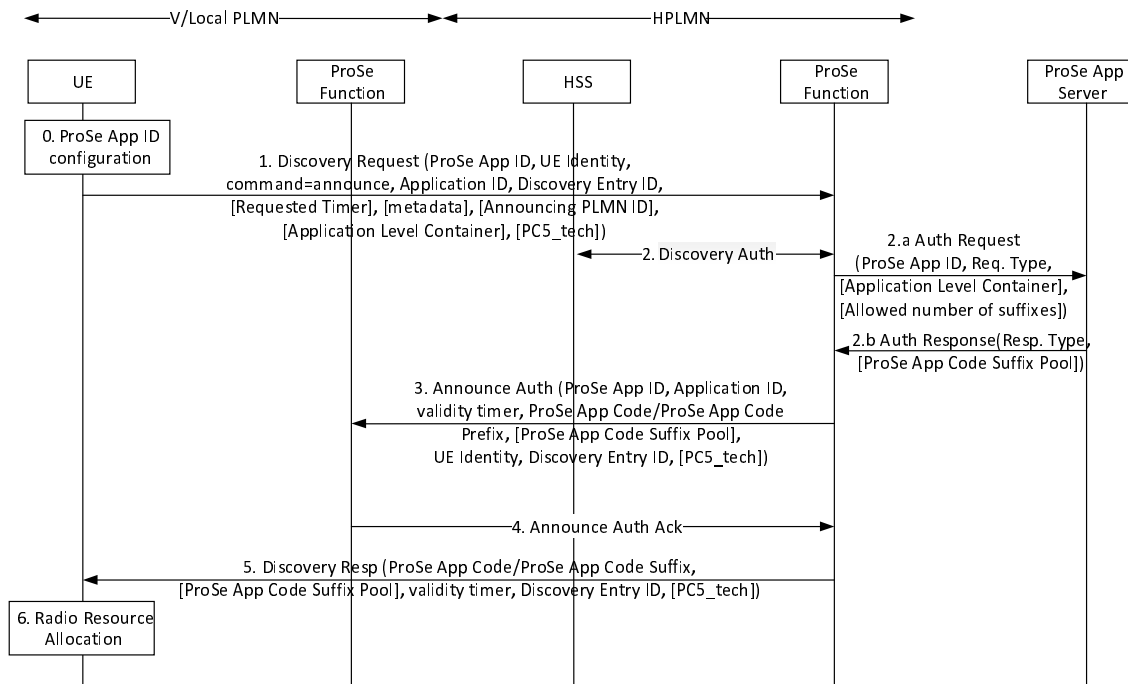 V/Local PLMN
HPLMN
UE
ProSe
Function
HSS
ProSe
Function
ProSe App
Server
0. ProSe App ID
configuration
1. Discovery Request (ProSe App ID, UE Identity,
command=announce, Application ID, Discovery Entry ID,
[Requested Timer], [metadata], [Announcing PLMN ID],
[Application Level Container], [PC5_tech])
2. Discovery Auth
2.a Auth Request
(ProSe App ID, Req. Type,
[Application Level Container],
[Allowed number of suffixes])
2.b Auth Response(Resp. Type,
[ProSe App Code Suffix Pool])
3. Announce Auth (ProSe App ID, Application ID,
validity timer, ProSe App Code/ProSe App Code
Prefix, [ProSe App Code Suffix Pool],
UE Identity, Discovery Entry ID, [PC5_tech])
4. Announce Auth Ack
5. Discovery Resp (ProSe App Code/ProSe App Code Suffix,
[ProSe App Code Suffix Pool], validity timer, Discovery Entry ID, [PC5_tech])
6. Radio Resource
Allocation